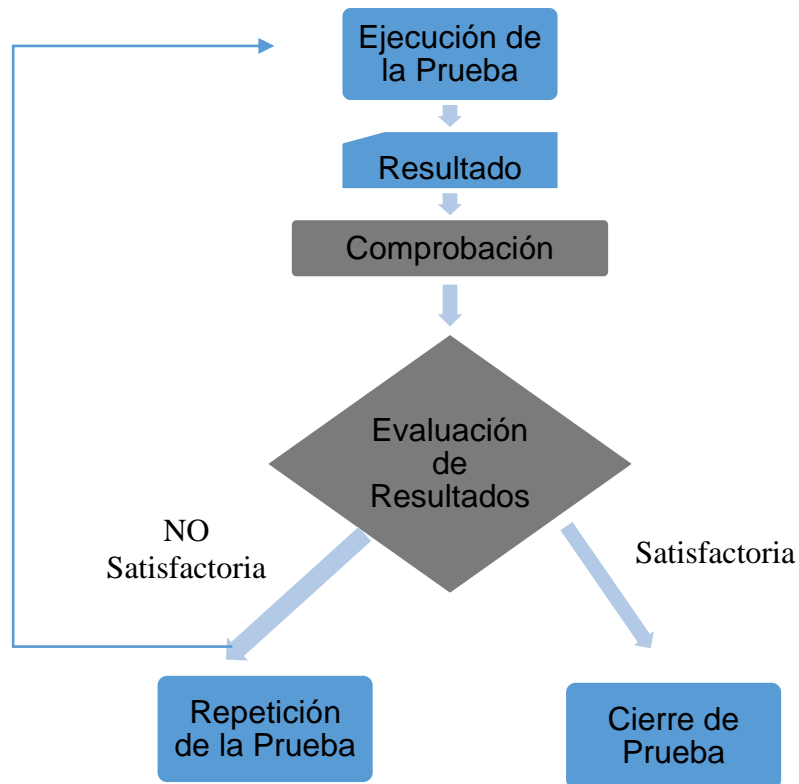 Ejecución de
la Prueba
Resultado
Comprobación
Evaluación
de
Resultados
NO
Satisfactoria
Satisfactoria
Repetición
de la Prueba
Cierre de
Prueba